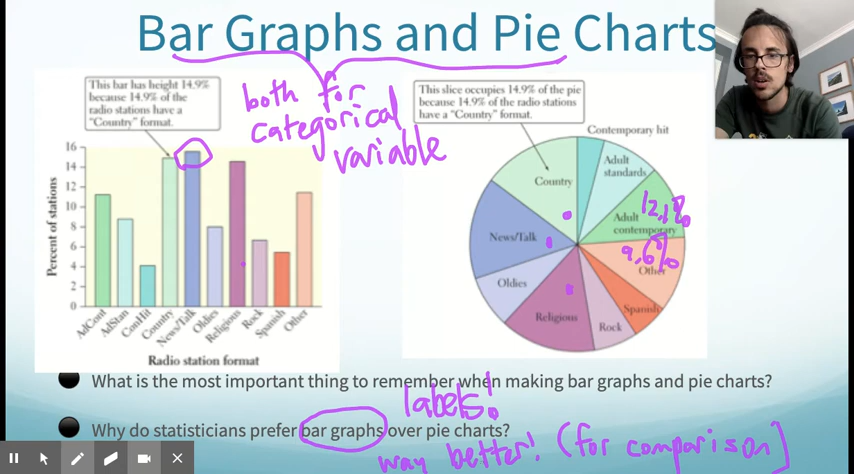 Bar Graphs and Pie Charts
This bar has height 14.9%
because 14.9% of the
radio stations have a
“Country” format.
both for
categorical
variable
This slice occupies 14.9% of the pie
because 14.9% of the radio stations
have a “Country” format.
Percent of stations
16
14
12
10
8
6
4
2
0
AdCont
AdStan
ConHit
Country
News/Talk
Oldies
Religious
Rock
Spanish
Other
Radio station format
Contemporary hit
Adult
standards
Country
12,1%
Adult
contemporary
News/Talk
9,6%
Other
Oldies
Spanish
Religious
Rock
What is the most important thing to remember when making bar graphs and pie charts?
labels!
Why do statisticians prefer bar graphs over pie charts?
way better! (for comparison)